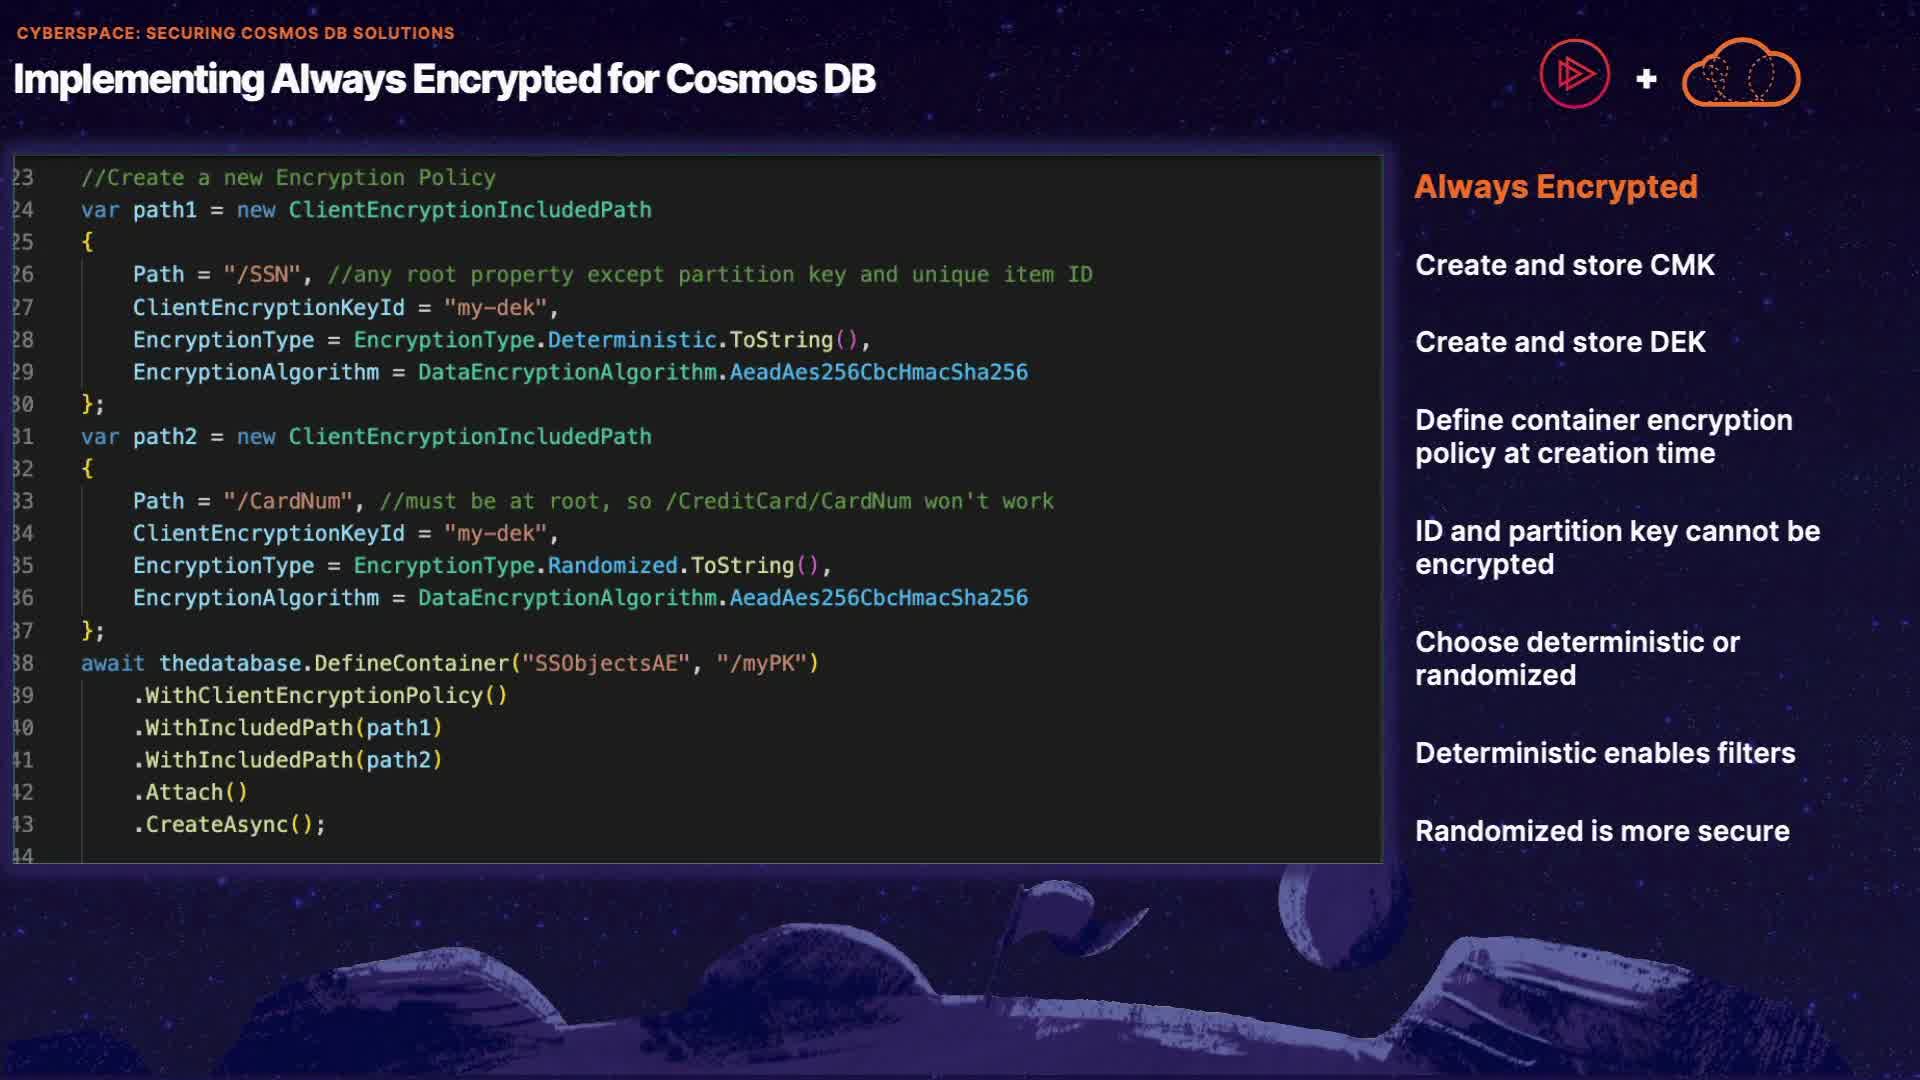 CYBERSPACE: SECURING COSMOS DB SOLUTIONS
Implementing Always Encrypted for Cosmos DB
+
23 //Create a new Encryption Policy
24 var path1 = new ClientEncryptionIncludedPath
25 {
26 Path = "/SSN", //any root property except partition key and unique item ID
27 ClientEncryptionKeyId = "my-dek",
28 EncryptionType = EncryptionType.Deterministic.ToString(),
29 EncryptionAlgorithm = DataEncryptionAlgorithm.AeadAes256CbcHmacSha256
30 };
31 var path2 = new ClientEncryptionIncludedPath
32 {
33 Path = "/CardNum", //must be at root, so /CreditCard/CardNum won't work
34 ClientEncryptionKeyId = "my-dek",
35 EncryptionType = EncryptionType.Randomized.ToString(),
36 EncryptionAlgorithm = DataEncryptionAlgorithm.AeadAes256CbcHmacSha256
37 };
38 await thedatabase.DefineContainer("SSObjectsAE", "/myPK")
39 .WithClientEncryptionPolicy()
40 .WithIncludedPath(path1)
41 .WithIncludedPath(path2)
42 .Attach()
43 .CreateAsync();
44
Always Encrypted
Create and store CMK
Create and store DEK
Define container encryption
policy at creation time
ID and partition key cannot be
encrypted
Choose deterministic or
randomized
Deterministic enables filters
Randomized is more secure